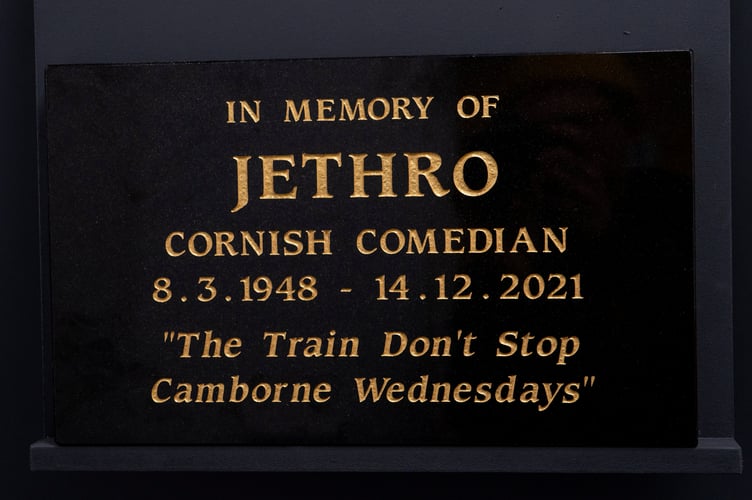 IN MEMORY OF
JETHRO
CORNISH COMEDIAN
8.3.1948 - 14.12.2021
"The Train Don't Stop
Camborne Wednesdays"